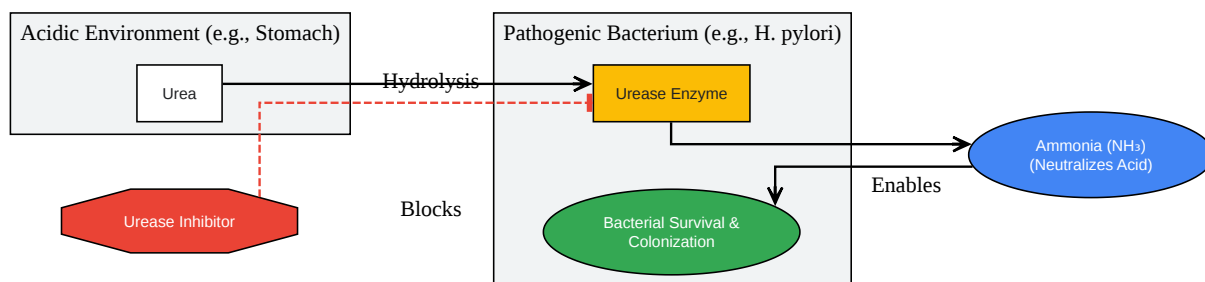 Acidic Environment (e.g., Stomach)
Pathogenic Bacterium (e.g., H. pylori)
Urea
Hydrolysis
Urease Enzyme
Ammonia (NH₃)
(Neutralizes Acid)
Enables
Urease Inhibitor
Blocks
Bacterial Survival &
Colonization